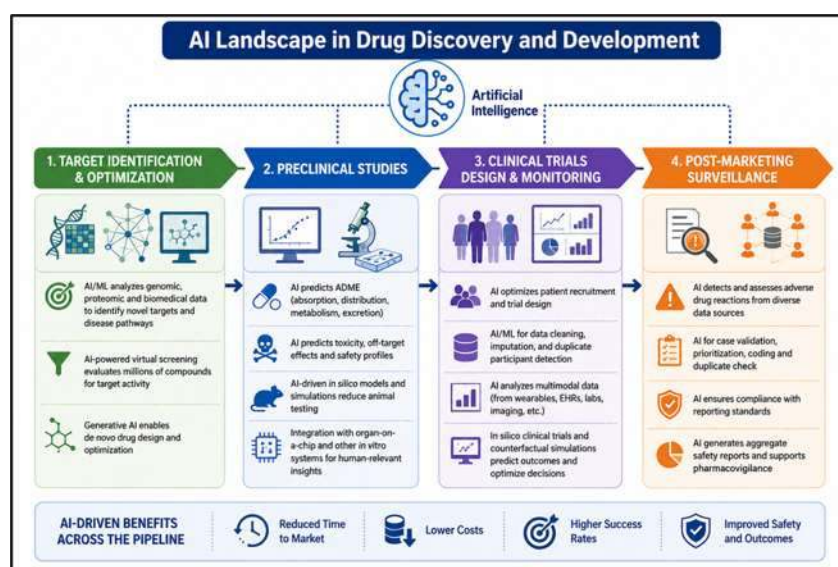 AI Landscape in Drug Discovery and Development
Artificial
Intelligence
1. TARGET IDENTIFICATION
& OPTIMIZATION
AI/ML analyzes genomic,
proteomic and biomedical data
to identify novel targets and
disease pathways
AI-powered virtual screening
evaluates millions of compounds
for target activity
Generative AI enables
de novo drug design and
optimization
2. PRECLINICAL STUDIES
AI predicts ADME
(absorption, distribution,
metabolism, excretion)
AI predicts toxicity, off-target
effects and safety profiles
AI-driven in silico models and
simulations reduce animal
testing
Integration with organ-on-
a-chip and other in vitro
systems for human-relevant
insights
3. CLINICAL TRIALS
DESIGN & MONITORING
AI optimizes patient recruitment
and trial design
AI/ML for data cleaning,
imputation, and duplicate
participant detection
AI analyzes multimodal data
(from wearables, EHRs, labs,
imaging, etc.)
In silico clinical trials and
counterfactual simulations
predict outcomes and
optimize decisions
4. POST-MARKETING
SURVEILLANCE
AI detects and assesses adverse
drug reactions from diverse
data sources
AI for case validation,
prioritization, coding and
duplicate check
AI ensures compliance with
reporting standards
AI generates aggregate
safety reports and supports
pharmacovigilance
AI-DRIVEN BENEFITS
ACROSS THE PIPELINE
Reduced Time
to Market
Lower Costs
Higher Success
Rates
Improved Safety
and Outcomes